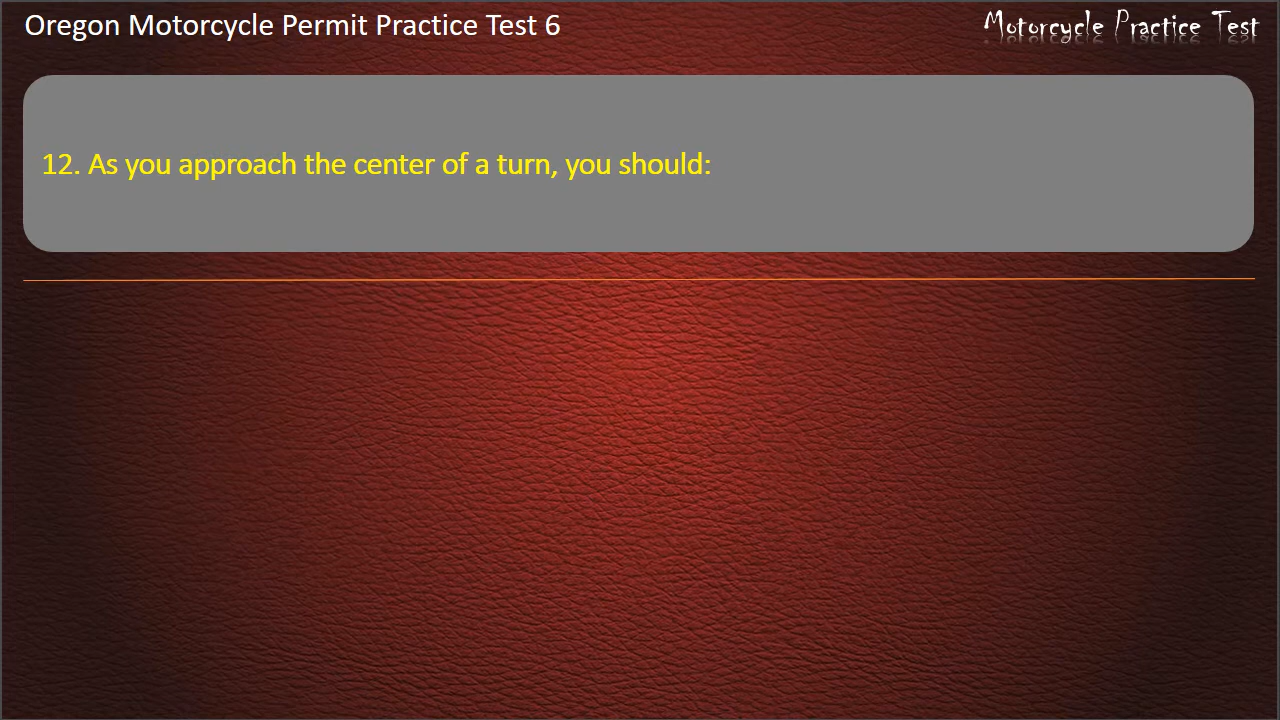 Oregon Motorcycle Permit Practice Test 6
Motorcycle Practice Test
12. As you approach the center of a turn, you should: